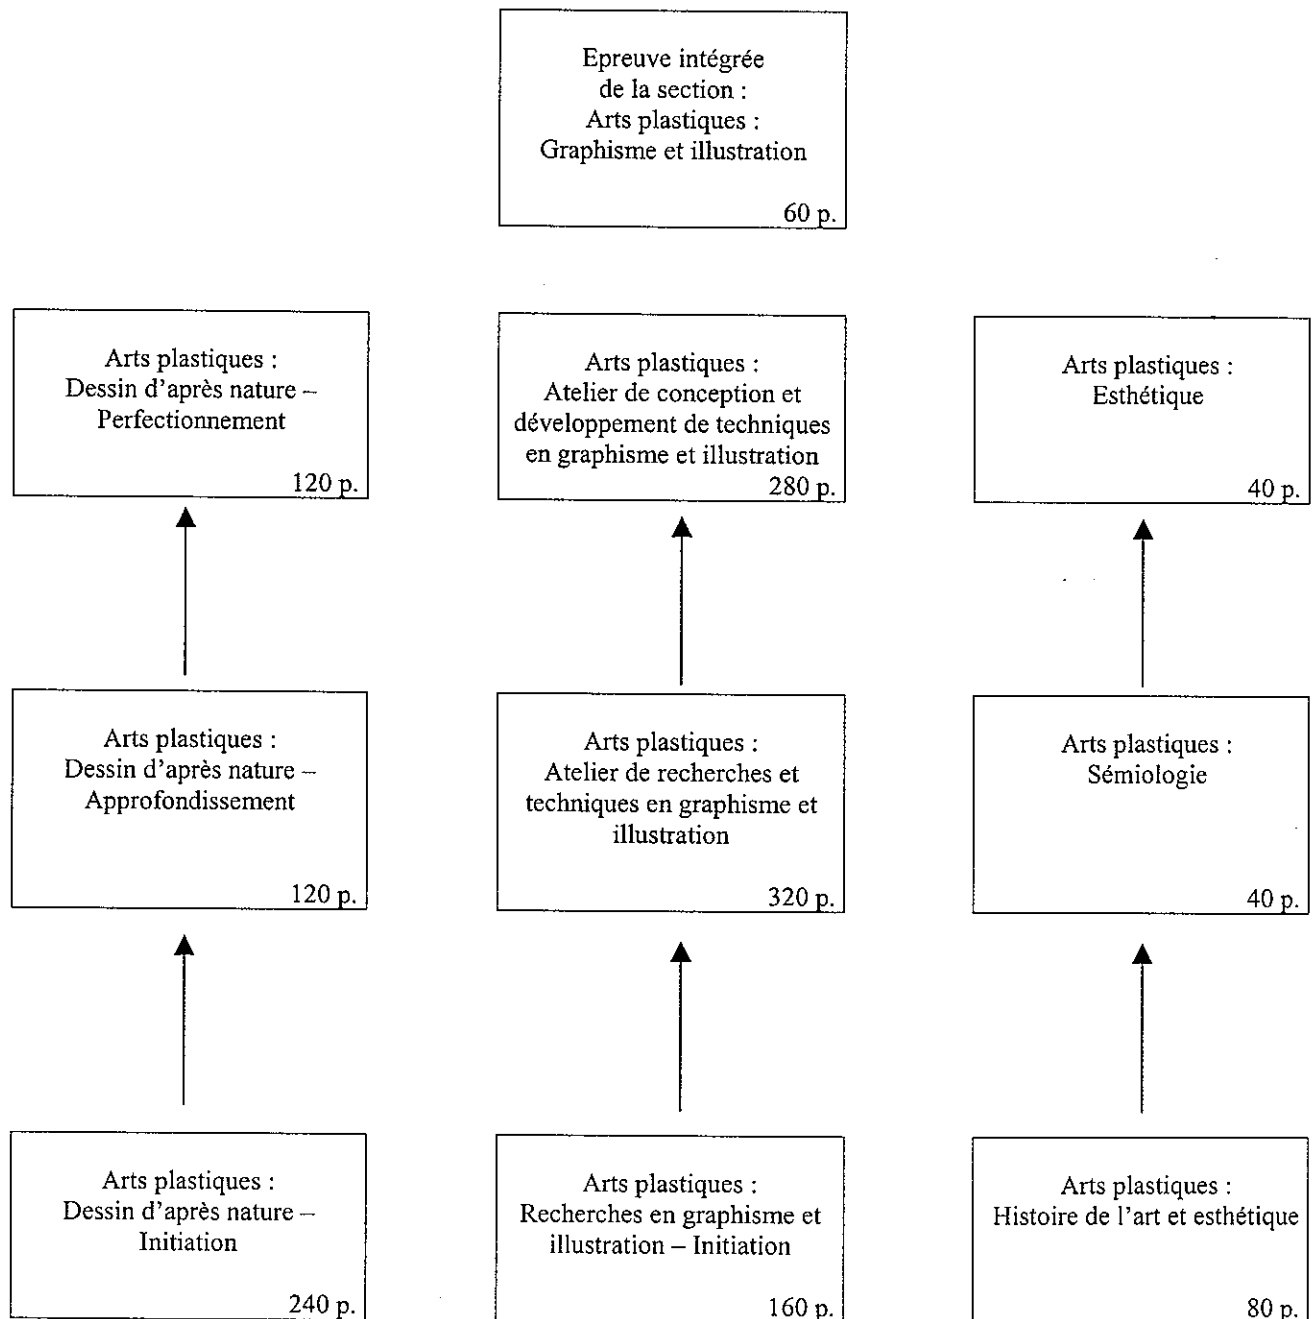 Epreuve intégrée
de la section :
Arts plastiques :
Graphisme et illustration
60 p.
Arts plastiques :
Dessin d'après nature –
Perfectionnement
120 p.
Arts plastiques :
Atelier de conception et
développement de techniques
en graphisme et illustration
280 p.
Arts plastiques :
Esthétique
40 p.
Arts plastiques :
Dessin d'après nature –
Approfondissement
120 p.
Arts plastiques :
Atelier de recherches et
techniques en graphisme et
illustration
320 p.
Arts plastiques :
Sémiologie
40 p.
Arts plastiques :
Dessin d'après nature –
Initiation
240 p.
Arts plastiques :
Recherches en graphisme et
illustration – Initiation
160 p.
Arts plastiques :
Histoire de l'art et esthétique
80 p.